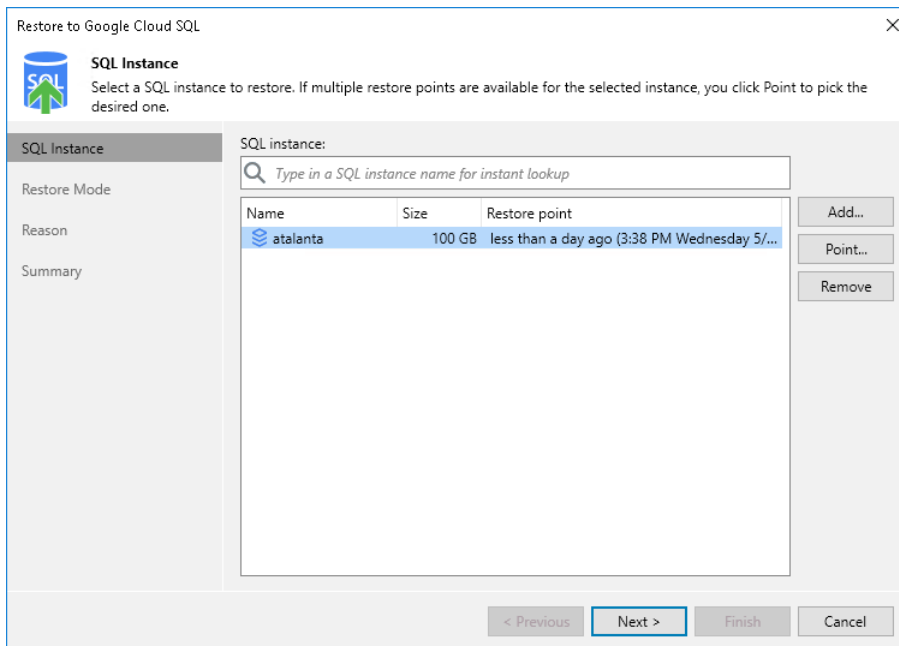 Restore to Google Cloud SQL
SQL Instance
Select a SQL instance to restore. If multiple restore points are available for the selected instance, you click Point to pick the
desired one.
SQL
SQL Instance
Restore Mode
Reason
Summary
SQL instance:
Type in a SQL instance name for instant lookup
Name Size Restore point
atalanta 100 GB less than a day ago (3:38 PM Wednesday 5/...
Add...
Point...
Remove
< Previous Next > Finish Cancel